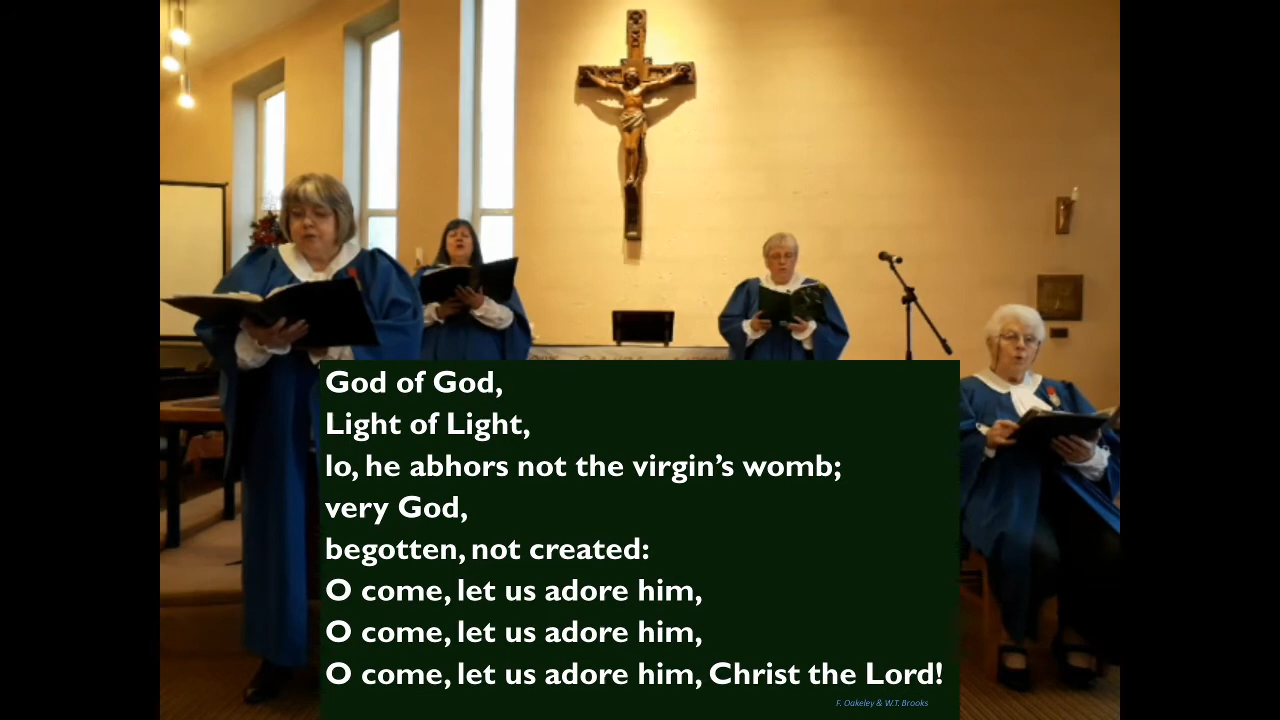 God of God,
Light of Light,
lo, he abhors not the virgin’s womb;
very God,
begotten, not created:
O come, let us adore him,
O come, let us adore him,
O come, let us adore him, Christ the Lord!
F. Oakeley & W.T. Brooks